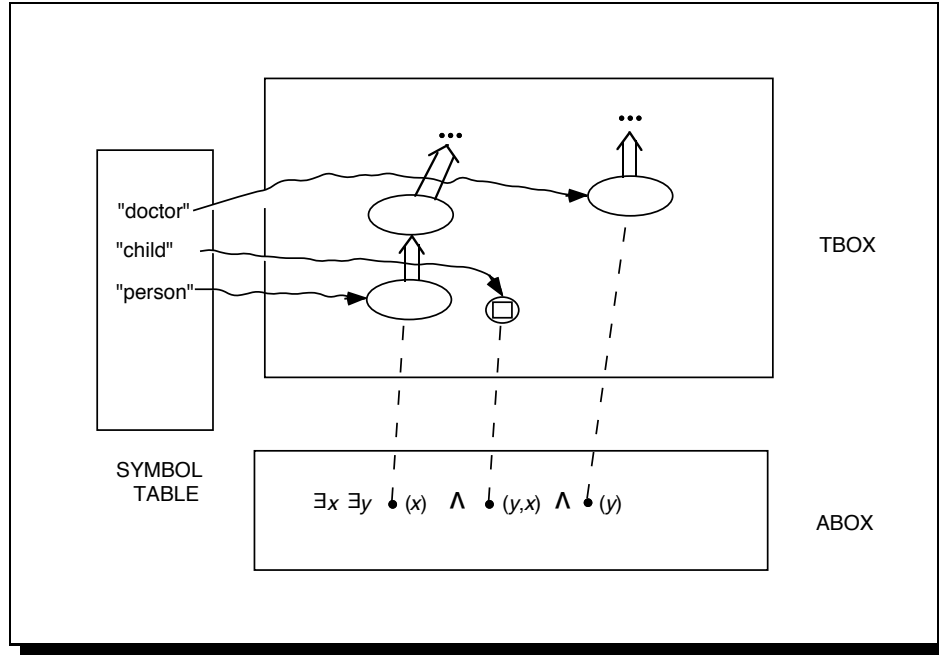 •••
•••
"doctor"
"child"
"person"
TBOX
SYMBOL
TABLE
∃x ∃y • (x) ∧ • (y,x) ∧ • (y)
ABOX